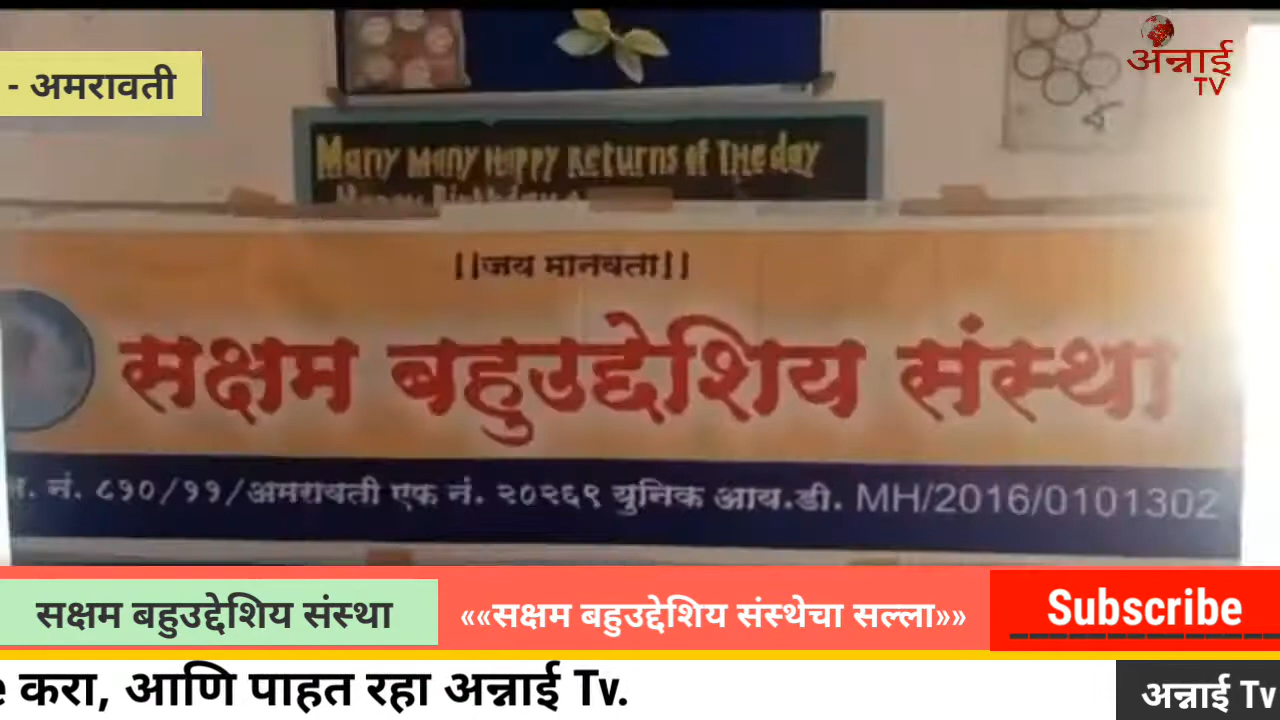 - अमरावती
अन्नाई
TV
Many Many Happy Returns of The day
||जय मानवता||
सक्षम बहुउद्देशिय संस्था
नं. ८१०/११/अमरावती एफ नं. २०२६९ युनिक आय.डी. MH/2016/0101302
सक्षम बहुउद्देशिय संस्था
««सक्षम बहुउद्देशिय संस्थेचा सल्ला»»
Subscribe
करा, आणि पाहत रहा अन्नाई Tv.
अन्नाई Tv